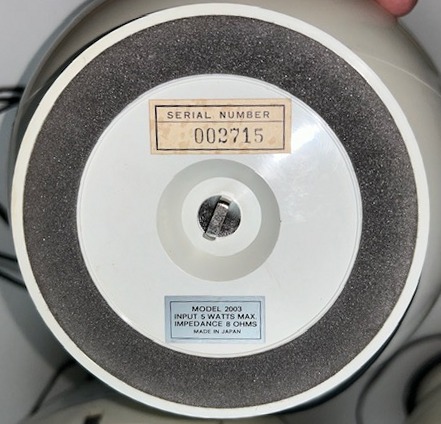 SERIAL NUMBER
002715
MODEL 2003
INPUT 5 WATTS MAX.
IMPEDANCE 8 OHMS
MADE IN JAPAN